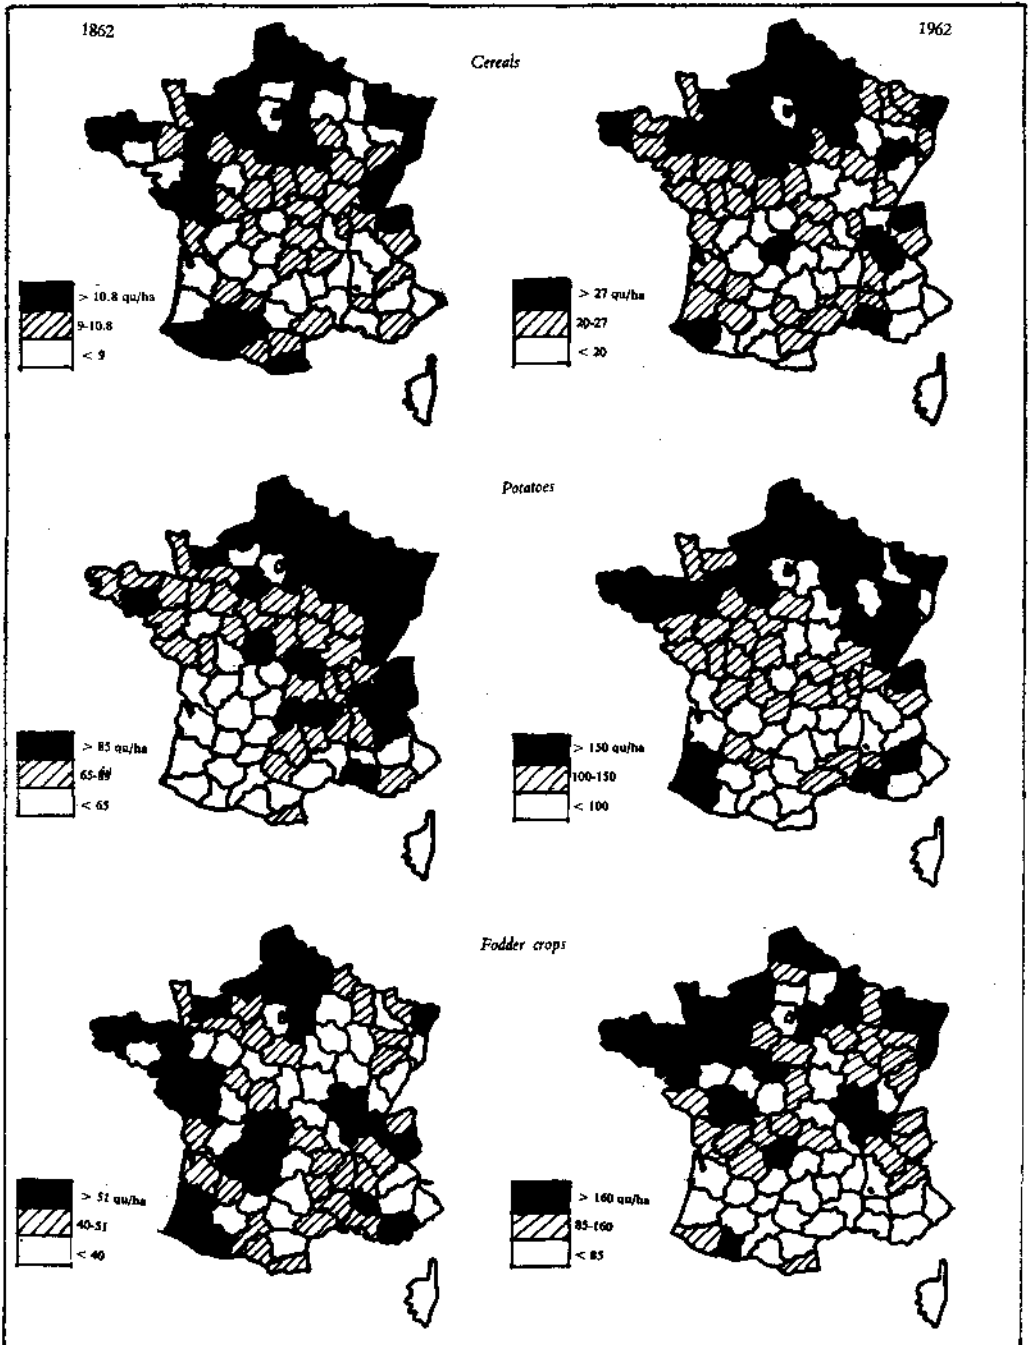 1862
1962
Cereals
> 10.8 qu/ha
9-10.8
< 9
> 27 qu/ha
20-27
< 20
Potatoes
> 85 qu/ha
< 65
> 150 qu/ha
100-150
< 100
Fodder crops
> 51 qu/ha
40-51
< 40
> 160 qu/ha
85-160
< 85